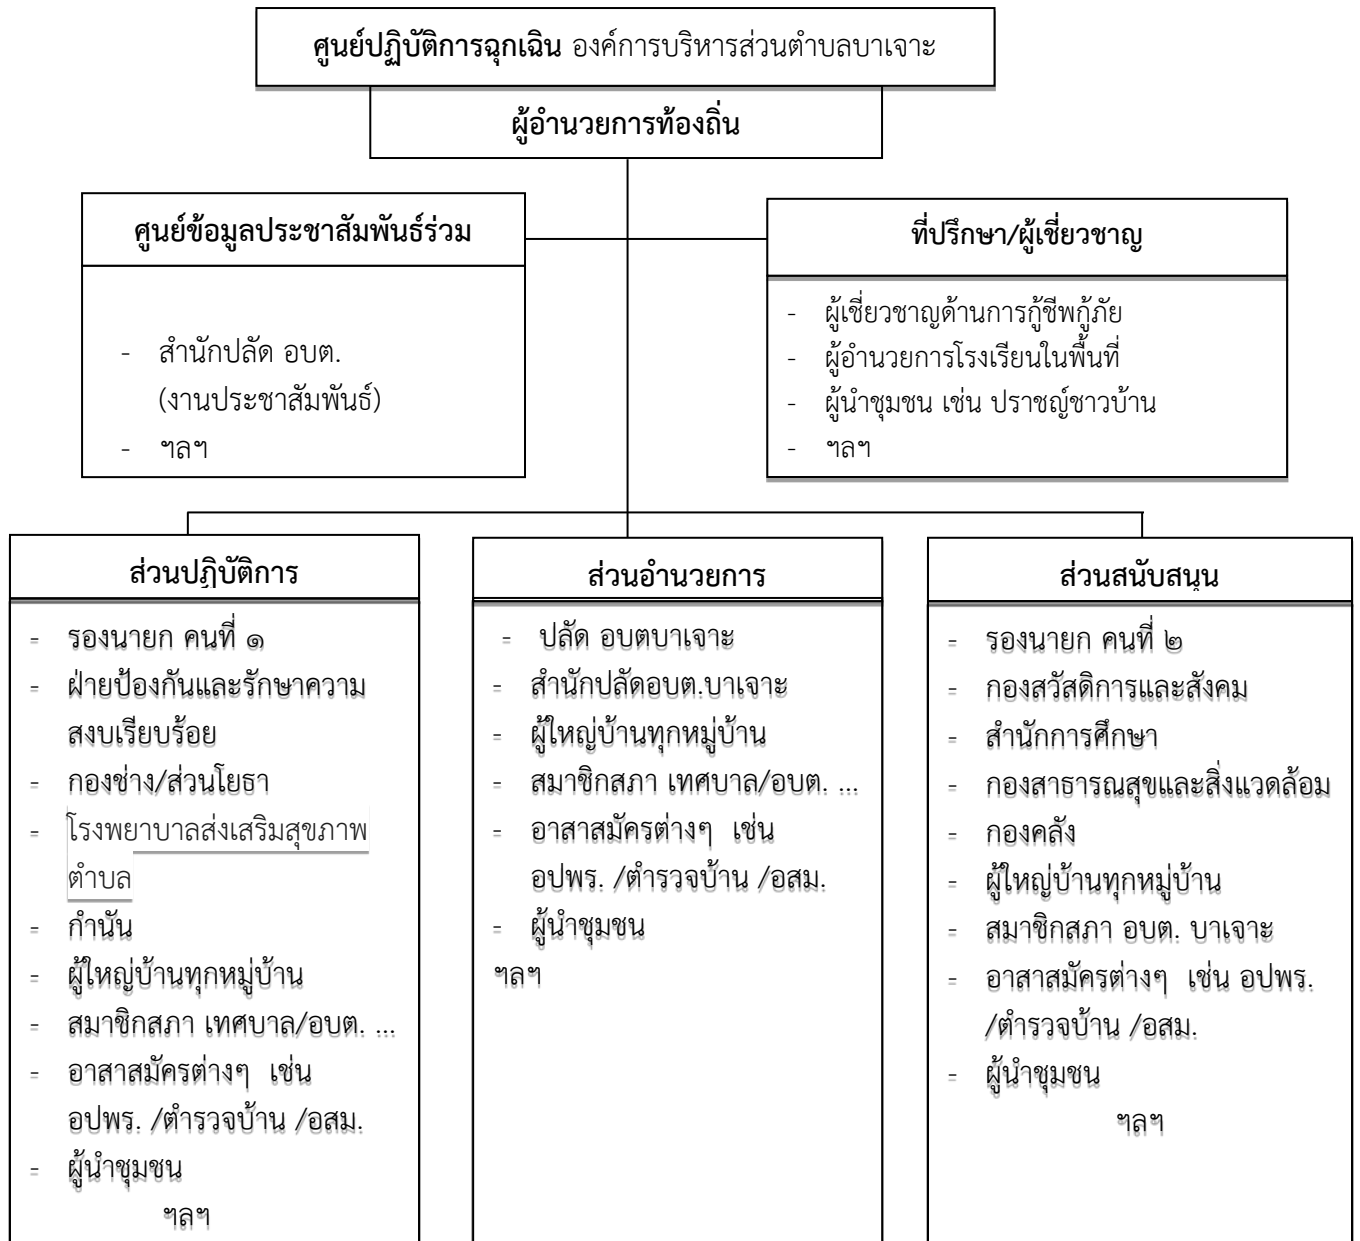 ศูนย์ปฏิบัติการฉุกเฉิน องค์การบริหารส่วนตำบลบาเจาะ
ผู้อำนวยการท้องถิ่น
ศูนย์ข้อมูลประชาสัมพันธ์ร่วม
- สำนักปลัด อบต.
(งานประชาสัมพันธ์)
- ฯลฯ
ที่ปรึกษา/ผู้เชี่ยวชาญ
- ผู้เชี่ยวชาญด้านการกู้ชีพกู้ภัย
- ผู้อำนวยการโรงเรียนในพื้นที่
- ผู้นำชุมชน เช่น ปราชญ์ชาวบ้าน
- ฯลฯ
ส่วนปฏิบัติการ
- รองนายก คนที่ ๑
- ฝ่ายป้องกันและรักษาความ
สงบเรียบร้อย
- กองช่าง/ส่วนโยธา
- โรงพยาบาลส่งเสริมสุขภาพ
ตำบล
- กำนัน
- ผู้ใหญ่บ้านทุกหมู่บ้าน
- สมาชิกสภา เทศบาล/อบต. ...
- อาสาสมัครต่างๆ เช่น
อปพร. /ตำรวจบ้าน /อสม.
- ผู้นำชุมชน
ฯลฯ
ส่วนอำนวยการ
- ปลัด อบตบาเจาะ
- สำนักปลัดอบต.บาเจาะ
- ผู้ใหญ่บ้านทุกหมู่บ้าน
- สมาชิกสภา เทศบาล/อบต. ...
- อาสาสมัครต่างๆ เช่น
อปพร. /ตำรวจบ้าน /อสม.
- ผู้นำชุมชน
ฯลฯ
ส่วนสนับสนุน
- รองนายก คนที่ ๒
- กองสวัสดิการและสังคม
- สำนักการศึกษา
- กองสาธารณสุขและสิ่งแวดล้อม
- กองคลัง
- ผู้ใหญ่บ้านทุกหมู่บ้าน
- สมาชิกสภา อบต. บาเจาะ
- อาสาสมัครต่างๆ เช่น อปพร.
/ตำรวจบ้าน /อสม.
- ผู้นำชุมชน
ฯลฯ